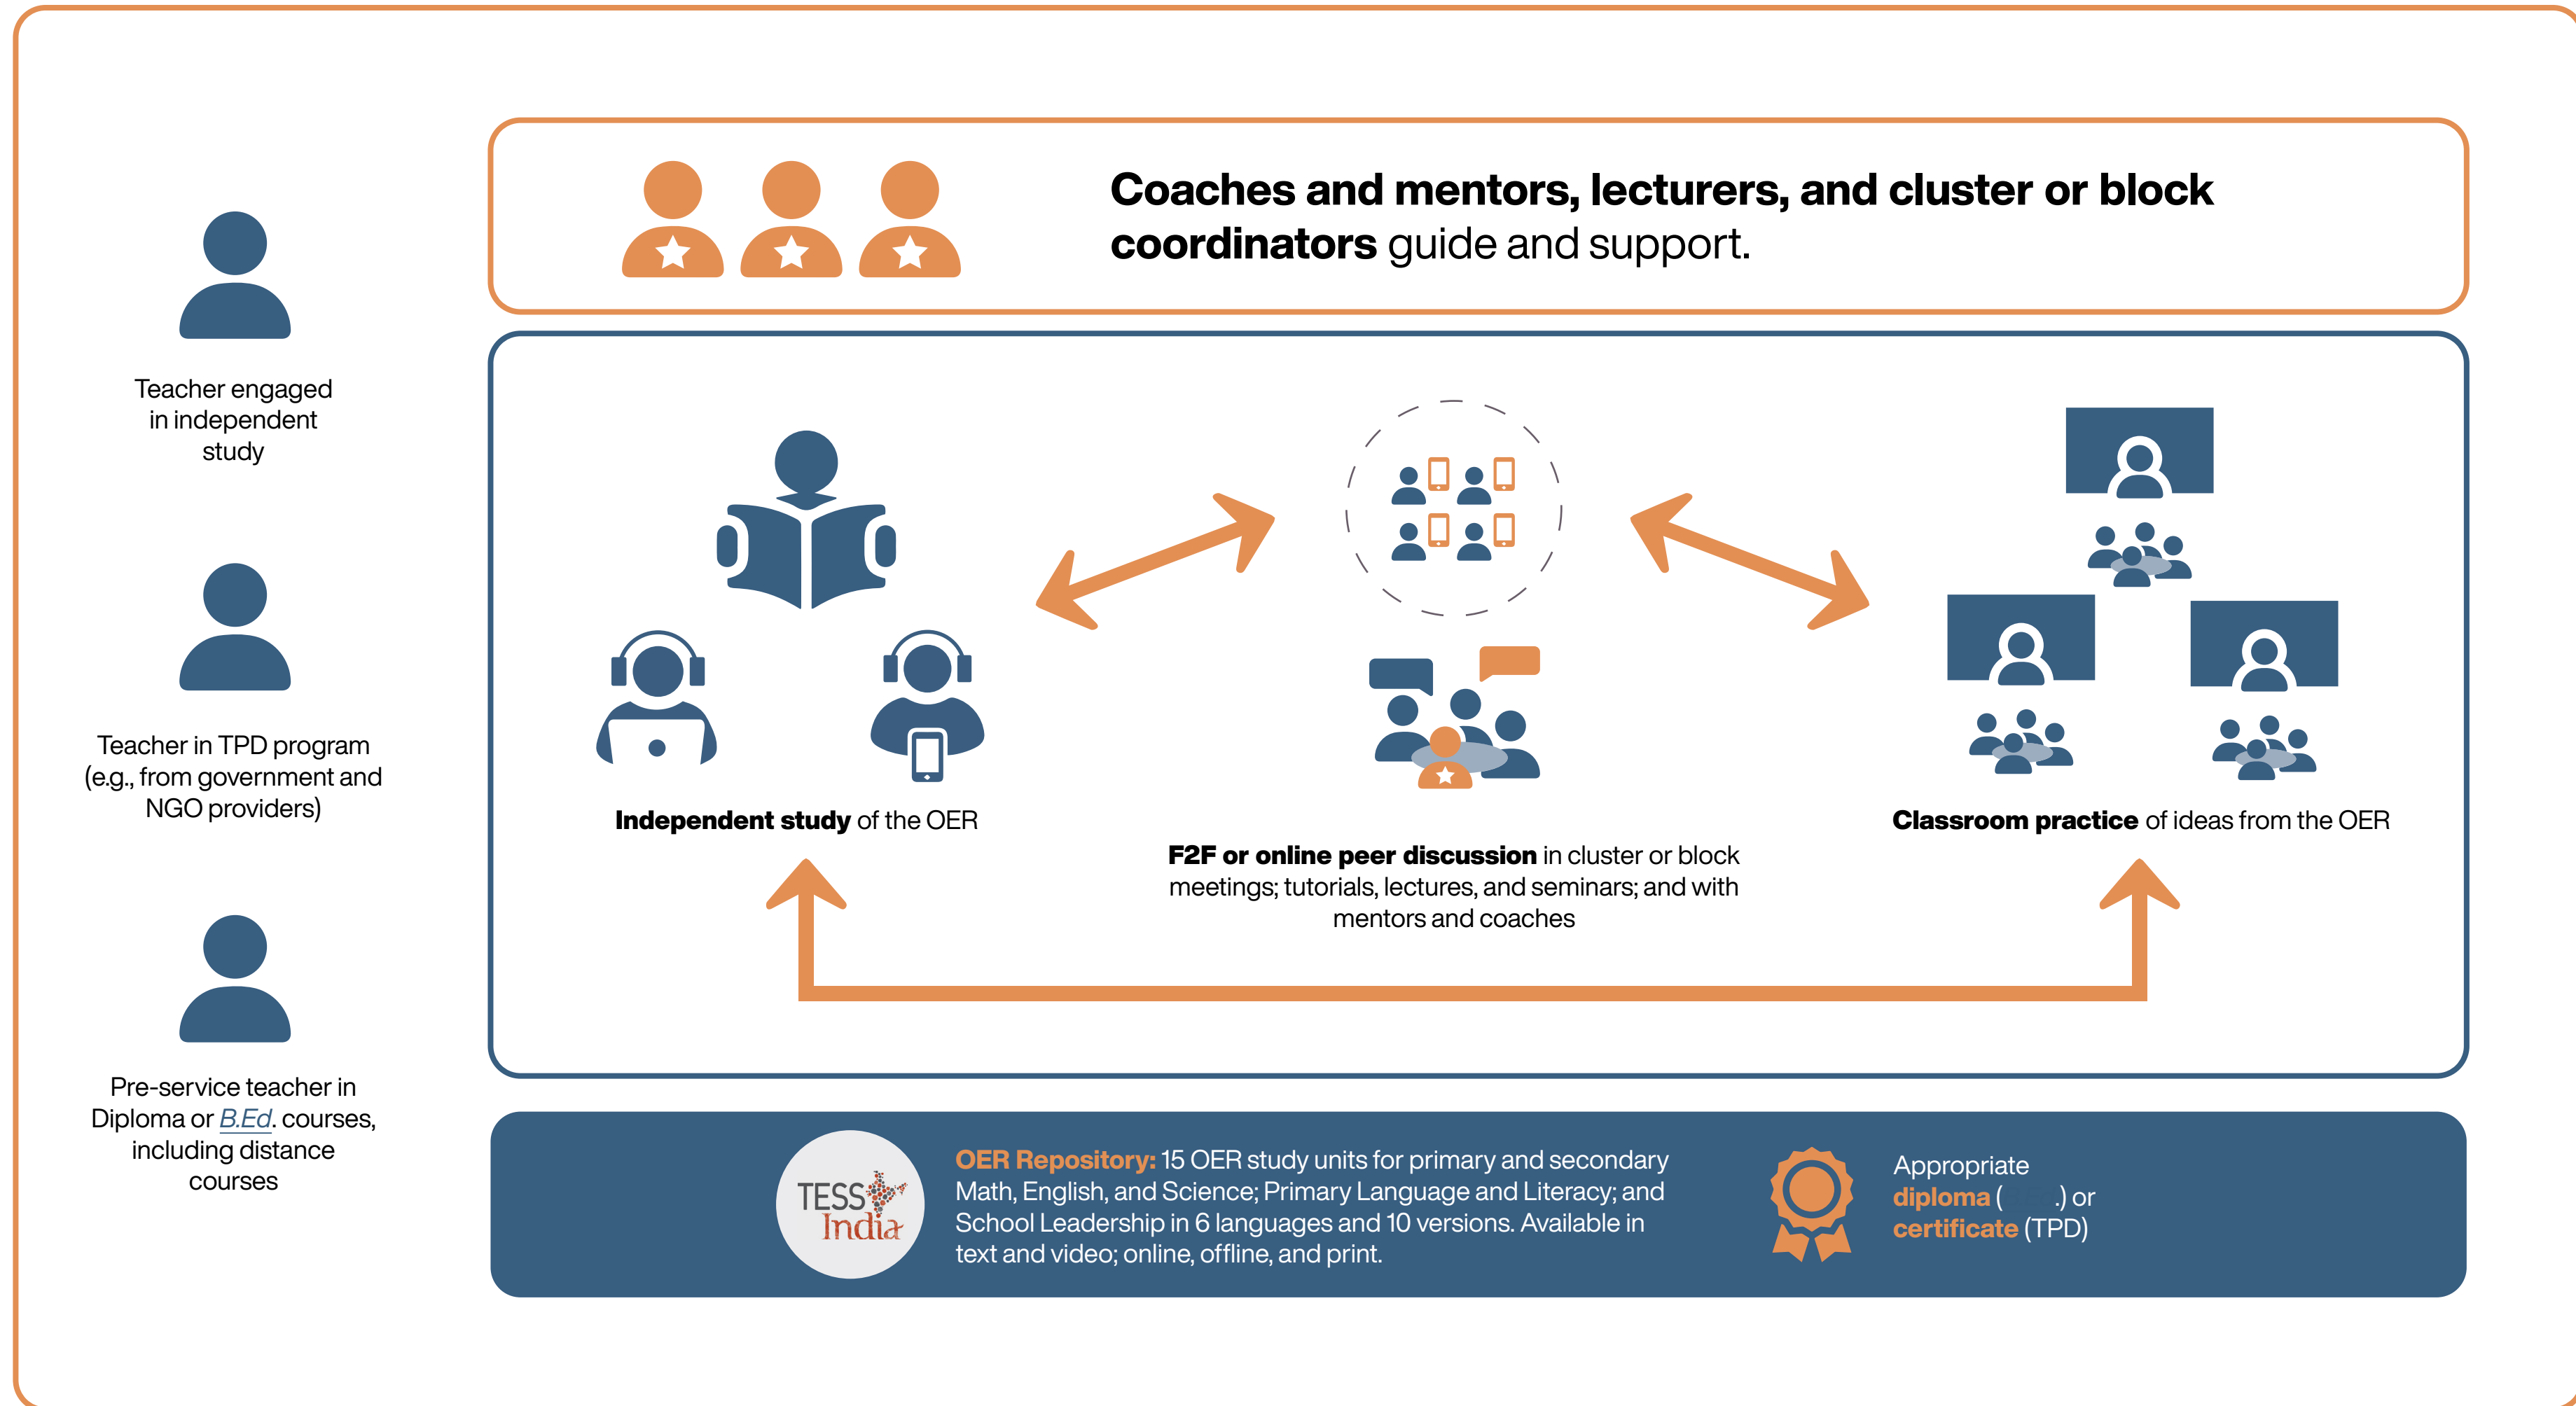 Coaches and mentors, lecturers, and cluster or block
coordinators guide and support.
Teacher engaged
in independent
study
Teacher in TPD program
(e.g., from government and
NGO providers)
Pre-service teacher in
Diploma or B.Ed. courses,
including distance
courses
Independent study of the OER
F2F or online peer discussion in cluster or block
meetings; tutorials, lectures, and seminars; and with
mentors and coaches
Classroom practice of ideas from the OER
TESS
India
OER Repository: 15 OER study units for primary and secondary
Math, English, and Science; Primary Language and Literacy; and
School Leadership in 6 languages and 10 versions. Available in
text and video; online, offline, and print.
Appropriate
diploma ( .) or
certificate (TPD)